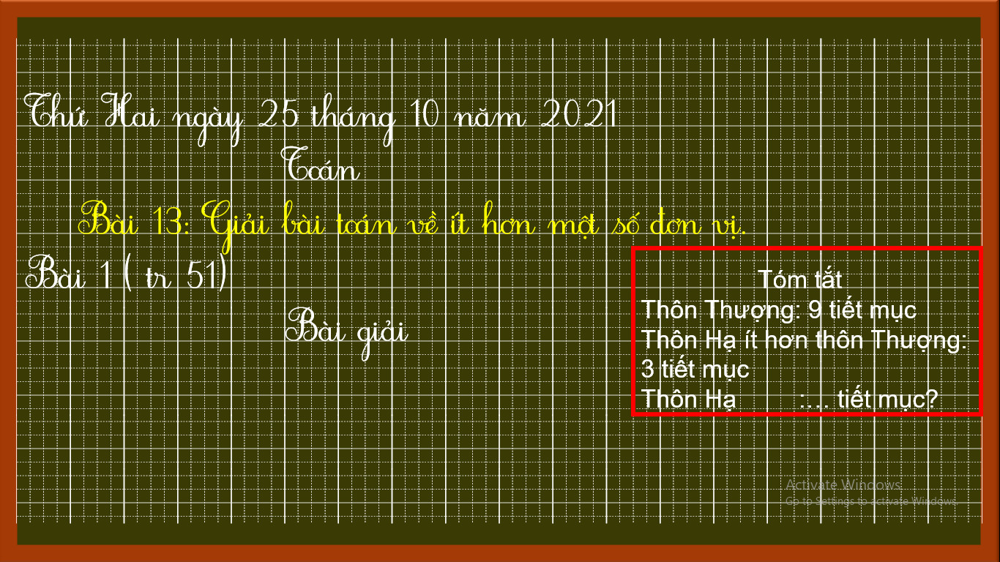 Thứ Hai ngày 25 tháng 10 năm 2021
Toán
Bài 13: Giải bài toán về ít hơn một số đơn vị.
Bài 1 ( tr 51)
Bài giải
Tóm tắt
Thôn Thượng: 9 tiết mục
Thôn Hạ ít hơn thôn Thượng:
3 tiết mục
Thôn Hạ :… tiết mục?
Activate Windows
Go to Settings to activate Windows.